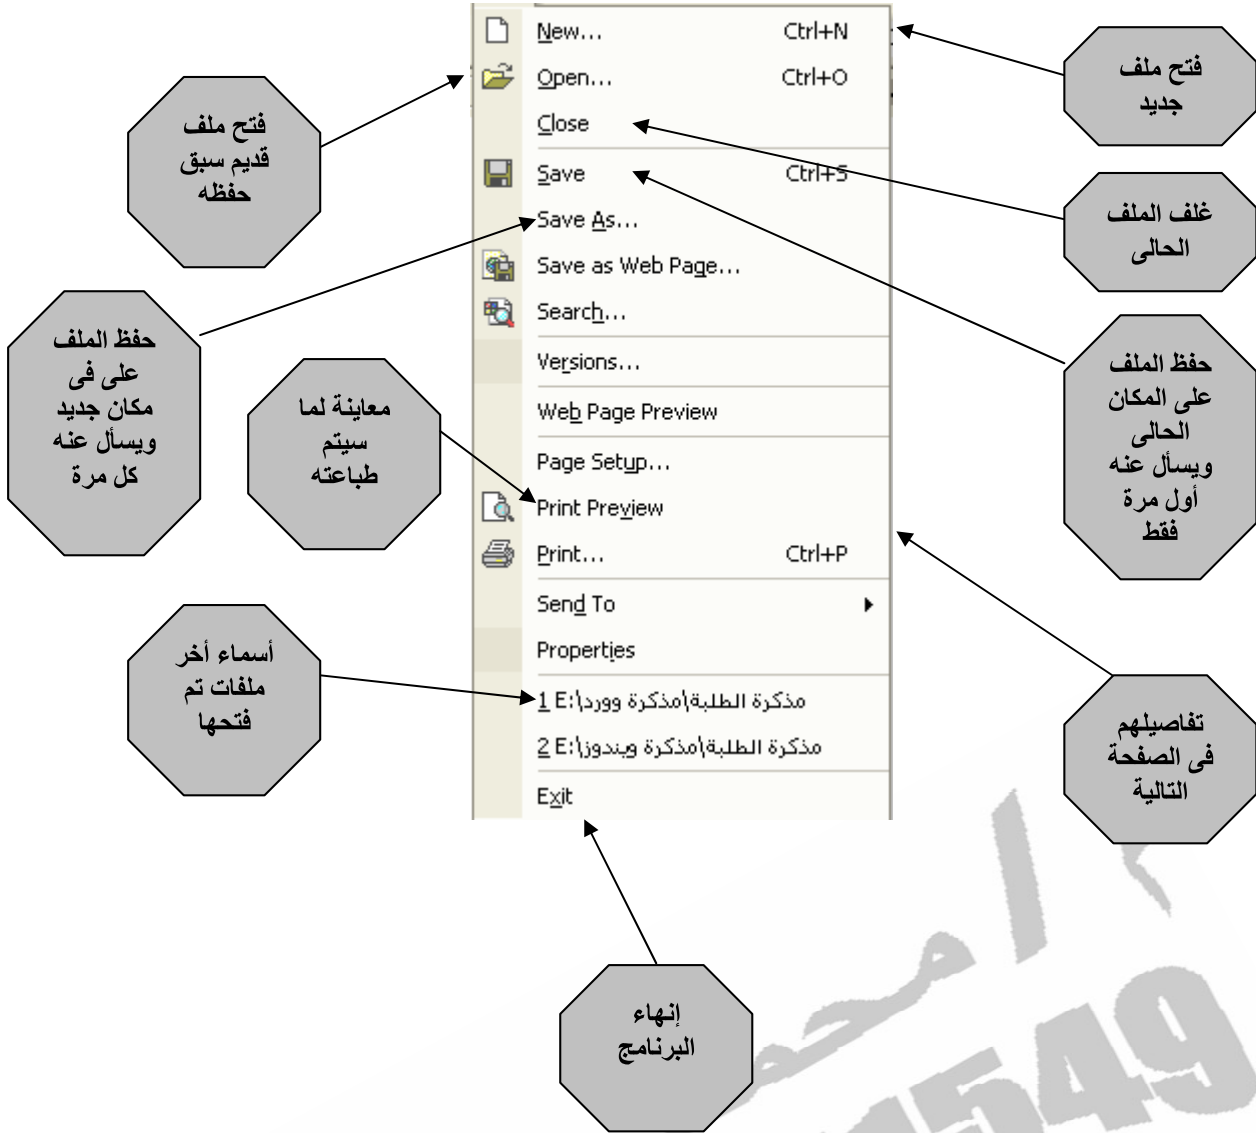 New... Ctrl+N
Open... Ctrl+O
Close
Save Ctrl+S
Save As...
Save as Web Page...
Search...
Versions...
Web Page Preview
Page Setup...
Print Preview
Print... Ctrl+P
Send To
Properties
1 E:\مذكرة الطلبة\مذكرة وورد
2 E:\مذكرة الطلبة\مذكرة ويندوز
Exit
فتح ملف
جديد
فتح ملف
قديم سبق
حفظه
غلف الملف
الحالى
حفظ الملف
على فى
مكان جديد
ويسأل عنه
كل مرة
معاينة لما
سيتم
طباعته
حفظ الملف
على المكان
الحالى
ويسأل عنه
أول مرة
فقط
أسماء أخر
ملفات تم
فتحها
تفاصيلهم
فى الصفحة
التالية
إنهاء
البرنامج
1549